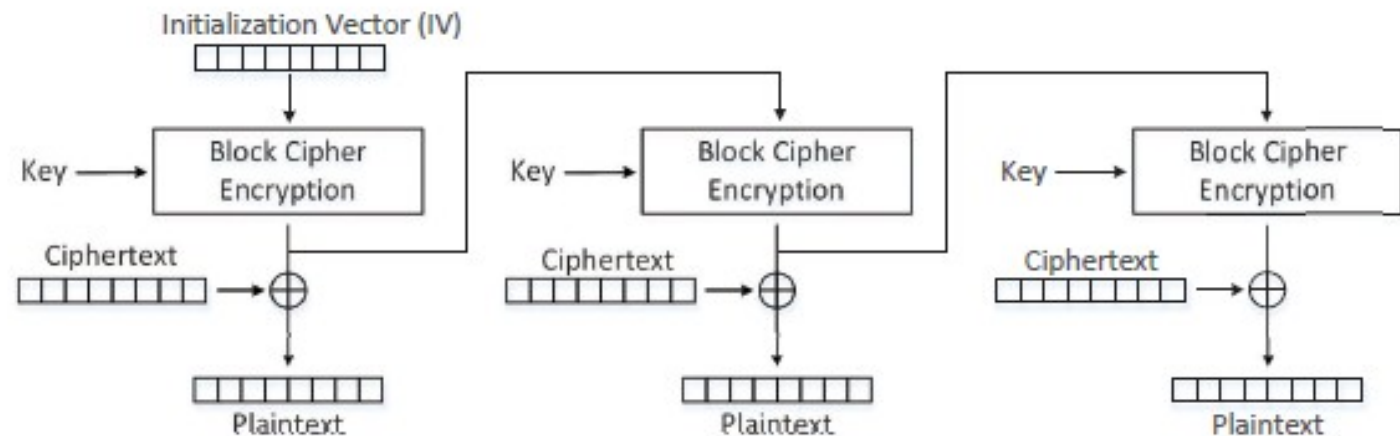 Initialization Vector (IV)
Key
Block Cipher
Encryption
Key
Block Cipher
Encryption
Key
Block Cipher
Encryption
Ciphertext
Ciphertext
Ciphertext
Plaintext
Plaintext
Plaintext